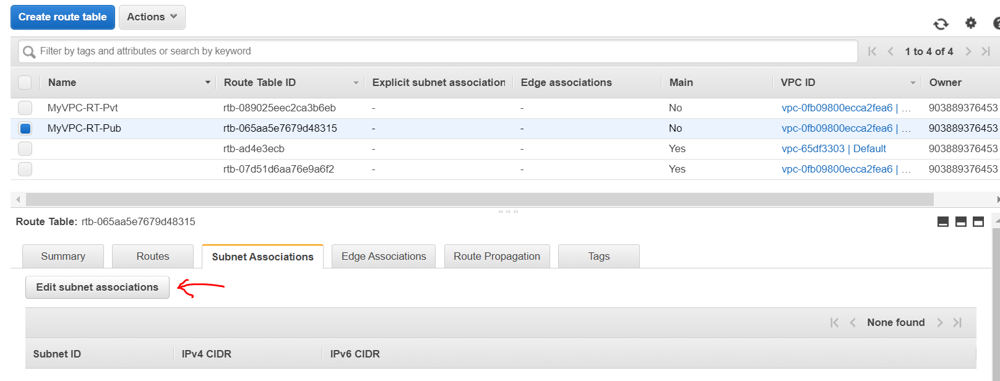 Create route table Actions
Filter by tags and attributes or search by keyword 1 to 4 of 4
Name Route Table ID Explicit subnet association Edge associations Main VPC ID Owner
MyVPC-RT-Pvt rtb-089025eec2ca3b6eb - - No vpc-0fb09800ecca2fea6 | ... 903889376453
MyVPC-RT-Pub rtb-065aa5e7679d48315 - - No vpc-0fb09800ecca2fea6 | ... 903889376453
rtb-ad4e3ecb - - Yes vpc-65df3303 | Default 903889376453
rtb-07d51d6aa76e9a6f2 - - Yes vpc-0fb09800ecca2fea6 | ... 903889376453
Route Table: rtb-065aa5e7679d48315
Summary Routes Subnet Associations Edge Associations Route Propagation Tags
Edit subnet associations
None found
Subnet ID IPv4 CIDR IPv6 CIDR